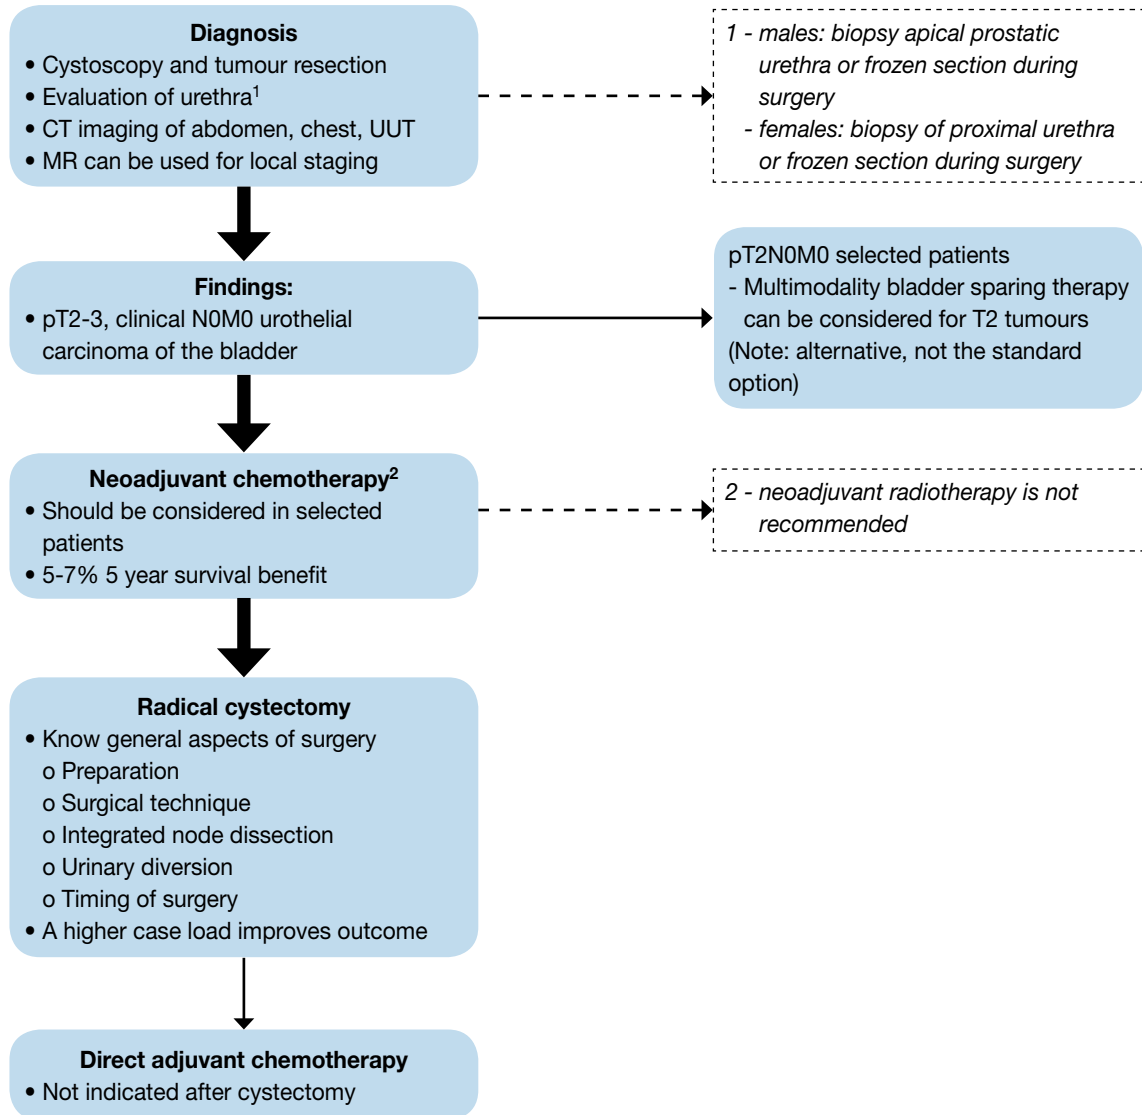 Diagnosis
• Cystoscopy and tumour resection
• Evaluation of urethra¹
• CT imaging of abdomen, chest, UUT
• MR can be used for local staging
1 - males: biopsy apical prostatic
urethra or frozen section during
surgery
- females: biopsy of proximal urethra
or frozen section during surgery
Findings:
• pT2-3, clinical N0M0 urothelial
carcinoma of the bladder
pT2N0M0 selected patients
- Multimodality bladder sparing therapy
can be considered for T2 tumours
(Note: alternative, not the standard
option)
Neoadjuvant chemotherapy²
• Should be considered in selected
patients
• 5-7% 5 year survival benefit
2 - neoadjuvant radiotherapy is not
recommended
Radical cystectomy
• Know general aspects of surgery
o Preparation
o Surgical technique
o Integrated node dissection
o Urinary diversion
o Timing of surgery
• A higher case load improves outcome
Direct adjuvant chemotherapy
• Not indicated after cystectomy